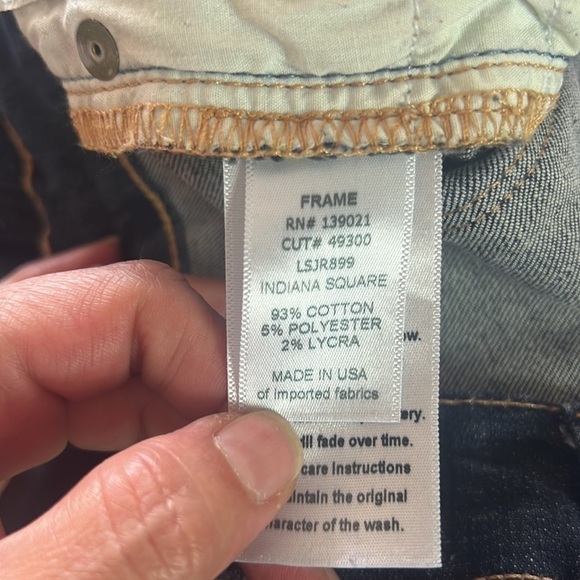 FRAME
RN# 139021
CUT# 49300
LSJR899
INDIANA SQUARE
93% COTTON
5% POLYESTER
2% LYCRA
MADE IN USA
of imported fabrics
fade over time.
care instructions
the original
of the wash.